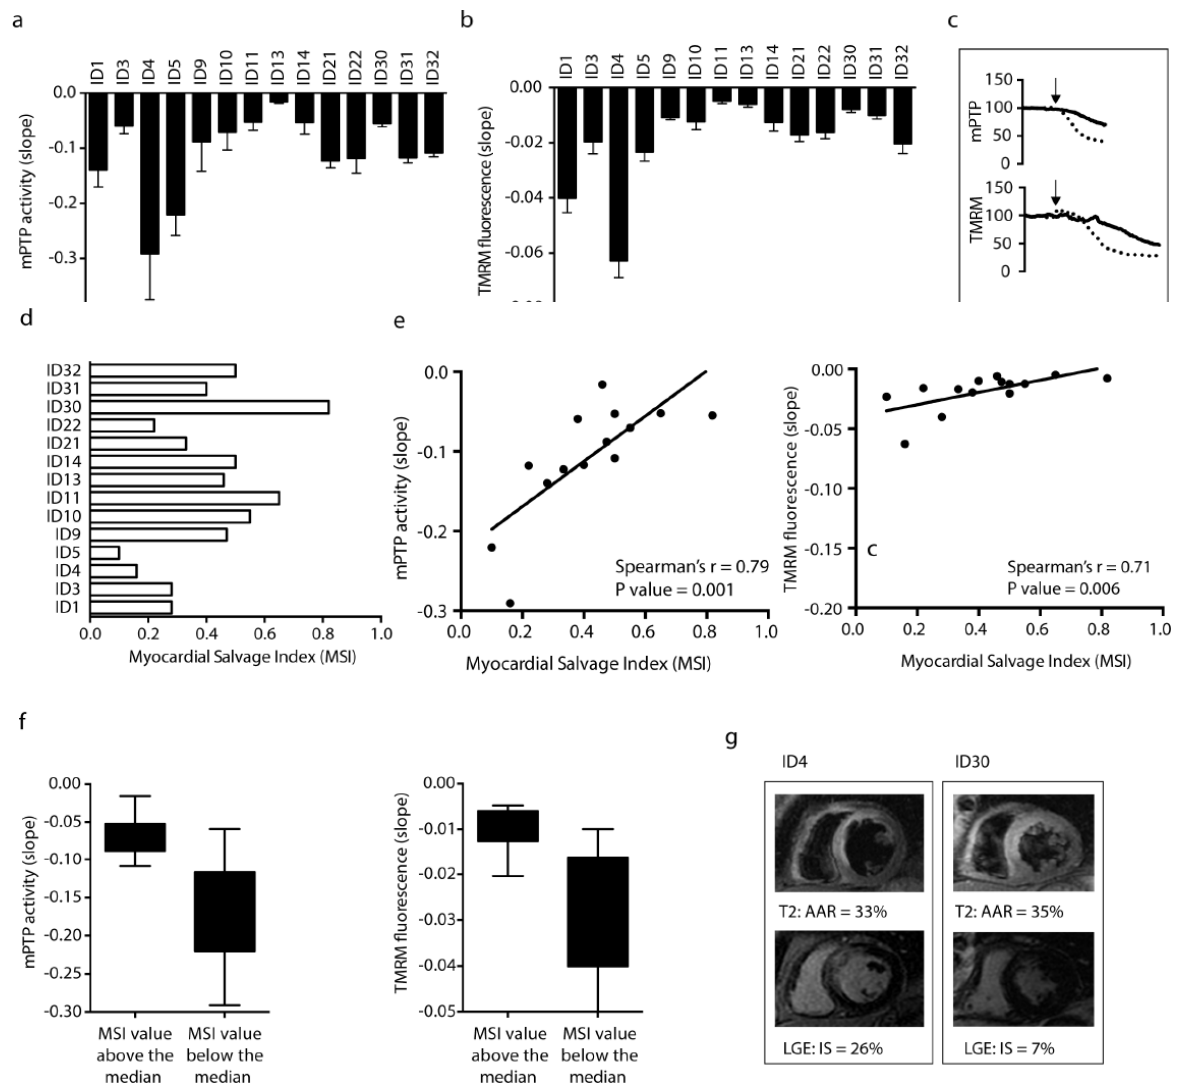 a
b
c
ID1 ID3 ID4 ID5 ID9 ID10 ID11 ID13 ID14 ID21 ID22 ID30 ID31 ID32
0.0
-0.1
-0.2
-0.3
mPTP activity (slope)
ID1 ID3 ID4 ID5 ID9 ID10 ID11 ID13 ID14 ID21 ID22 ID30 ID31 ID32
0.00
-0.02
-0.04
-0.06
TMRM fluorescence (slope)
150
100
50
0
mPTP
150
100
50
0
TMRM
d
ID32
ID31
ID30
ID22
ID21
ID14
ID13
ID11
ID10
ID9
ID5
ID4
ID3
ID1
0.0 0.2 0.4 0.6 0.8 1.0
Myocardial Salvage Index (MSI)
e
0.0
-0.1
-0.2
-0.3
mPTP activity (slope)
Spearman's r = 0.79
P value = 0.001
0.0 0.2 0.4 0.6 0.8 1.0
Myocardial Salvage Index (MSI)
0.00
-0.05
-0.10
-0.15
-0.20
TMRM fluorescence (slope)
c
Spearman's r = 0.71
P value = 0.006
0.0 0.2 0.4 0.6 0.8 1.0
Myocardial Salvage Index (MSI)
f
0.00
-0.05
-0.10
-0.15
-0.20
-0.25
-0.30
mPTP activity (slope)
MSI value
above the
median
MSI value
below the
median
0.00
-0.01
-0.02
-0.03
-0.04
-0.05
TMRM fluorescence (slope)
MSI value
above the
median
MSI value
below the
median
g
ID4
T2: AAR = 33%
LGE: IS = 26%
ID30
T2: AAR = 35%
LGE: IS = 7%